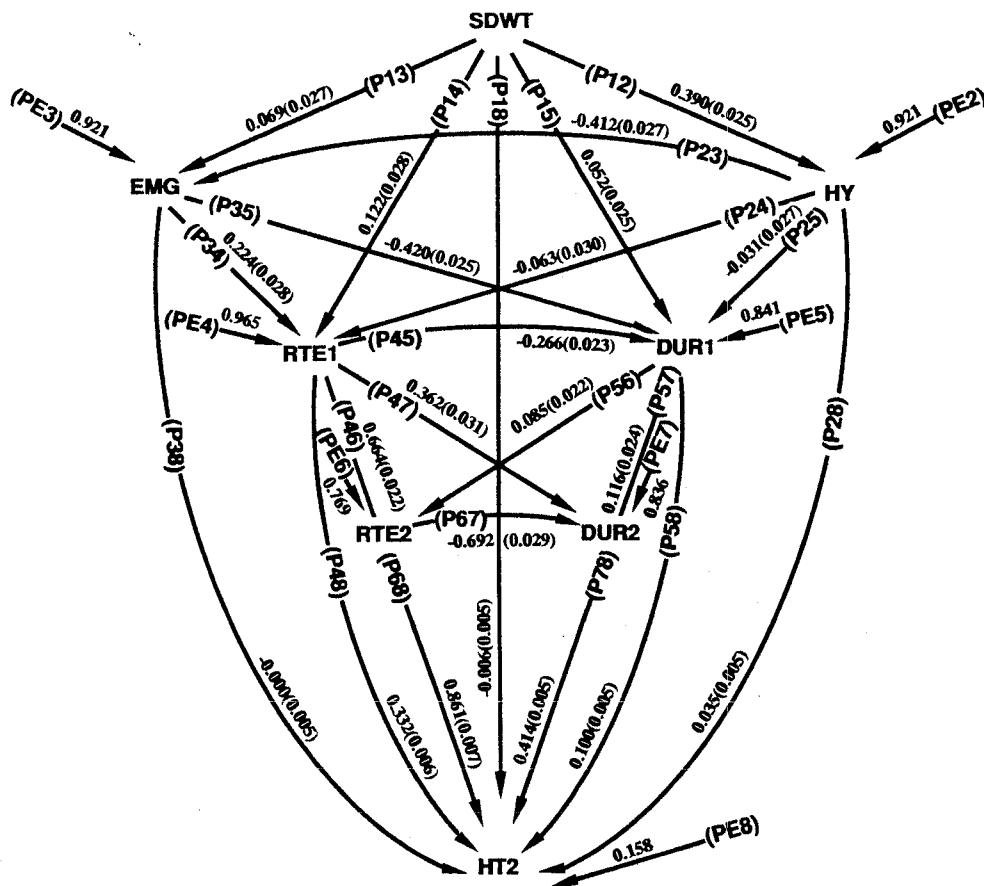 SDWT
(P13)
0.069(0.027)
(P14)
0.122(0.028)
(P18)
(P15)
0.052(0.025)
(P12)
0.390(0.025)
(PE3)
0.921
(PE2)
0.921
-0.412(0.027)
(P23)
EMG
HY
(P35)
-0.420(0.025)
(P34)
0.224(0.028)
(P24)
-0.063(0.030)
(P25)
-0.031(0.027)
(PE4)
0.965
(PE5)
0.841
RTE1
(P45)
-0.266(0.023)
DUR1
(P47)
0.362(0.031)
(P56)
0.085(0.022)
(P46)
0.664(0.022)
(PE6)
0.769
(P57)
0.116(0.024)
(PE7)
0.836
(P38)
(P28)
RTE2
(P67)
-0.692 (0.029)
DUR2
(P48)
(P68)
(P78)
(P58)
-0.000(0.005)
0.332(0.006)
0.861(0.007)
-0.006(0.005)
0.414(0.005)
0.100(0.005)
0.035(0.005)
HT2
0.158
(PE8)